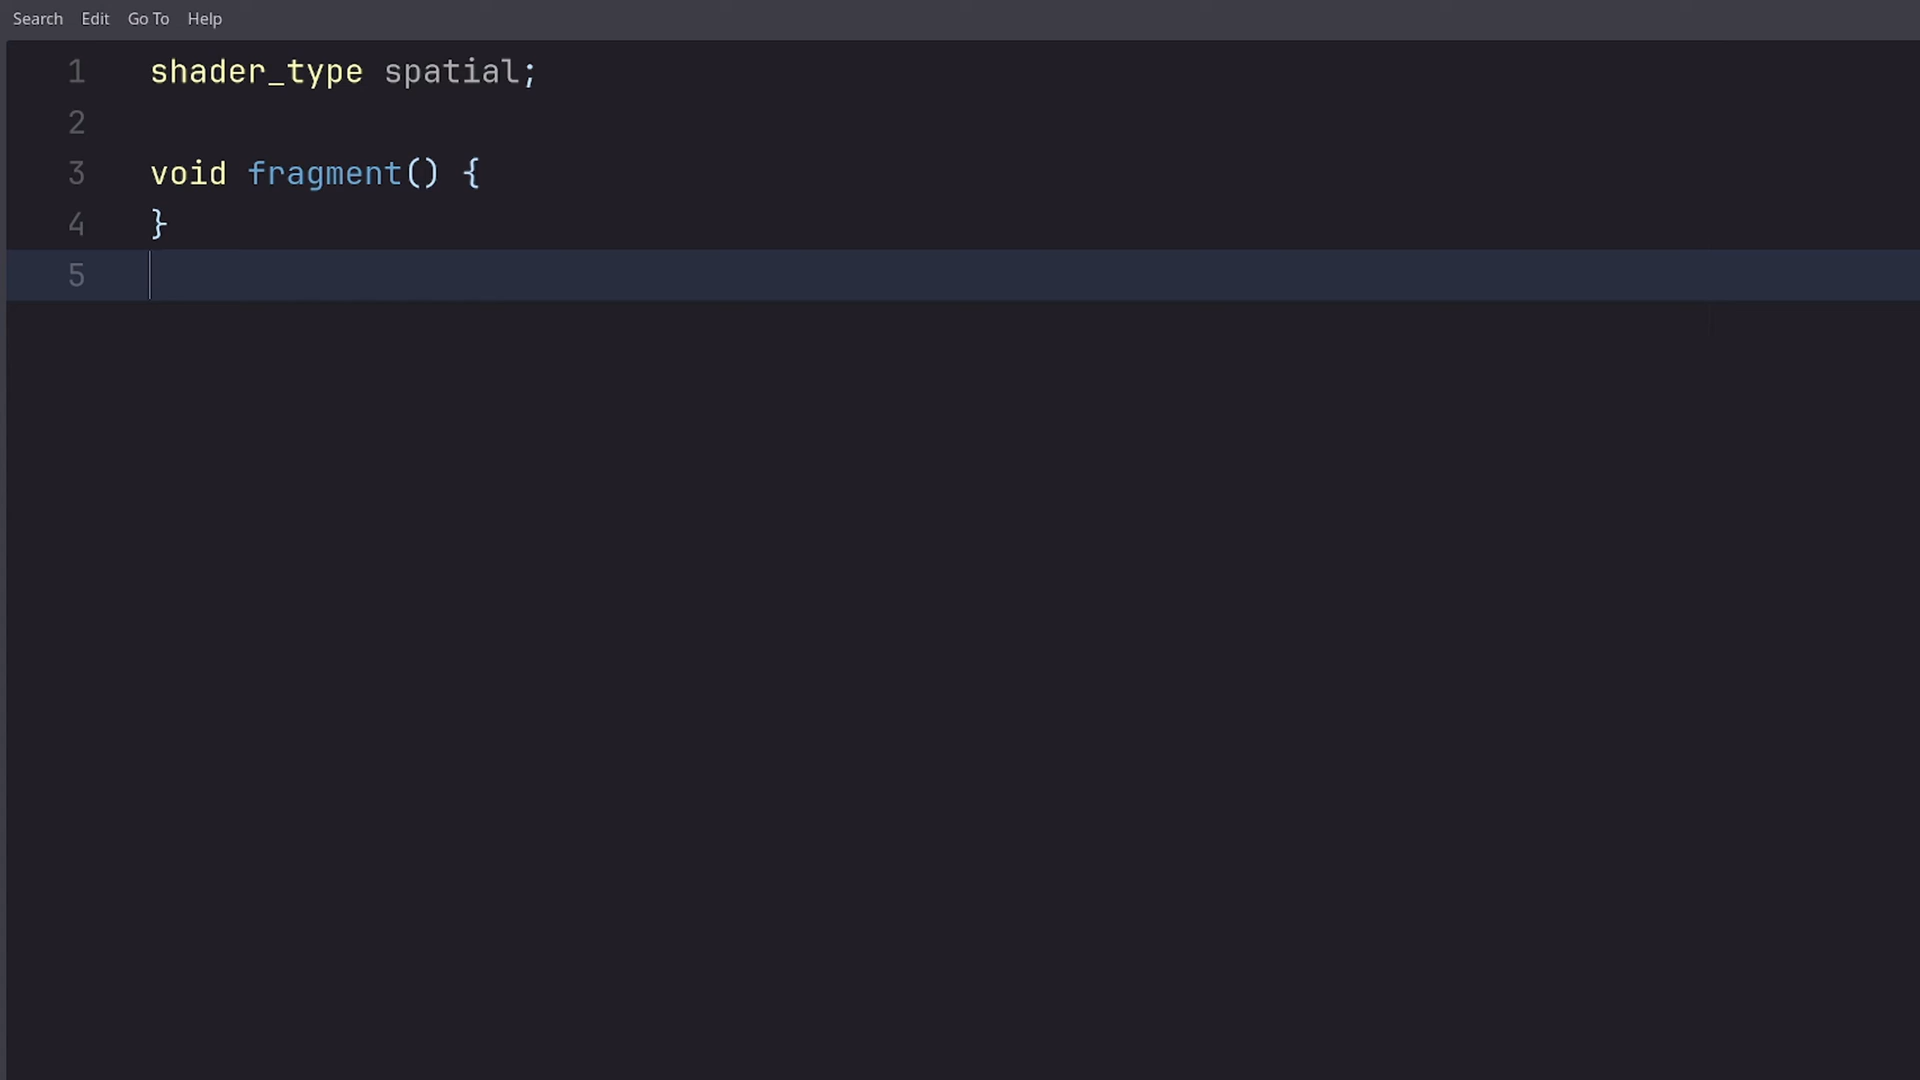 Search Edit Go To Help
1 shader_type spatial;
2
3 void fragment() {
4 }
5